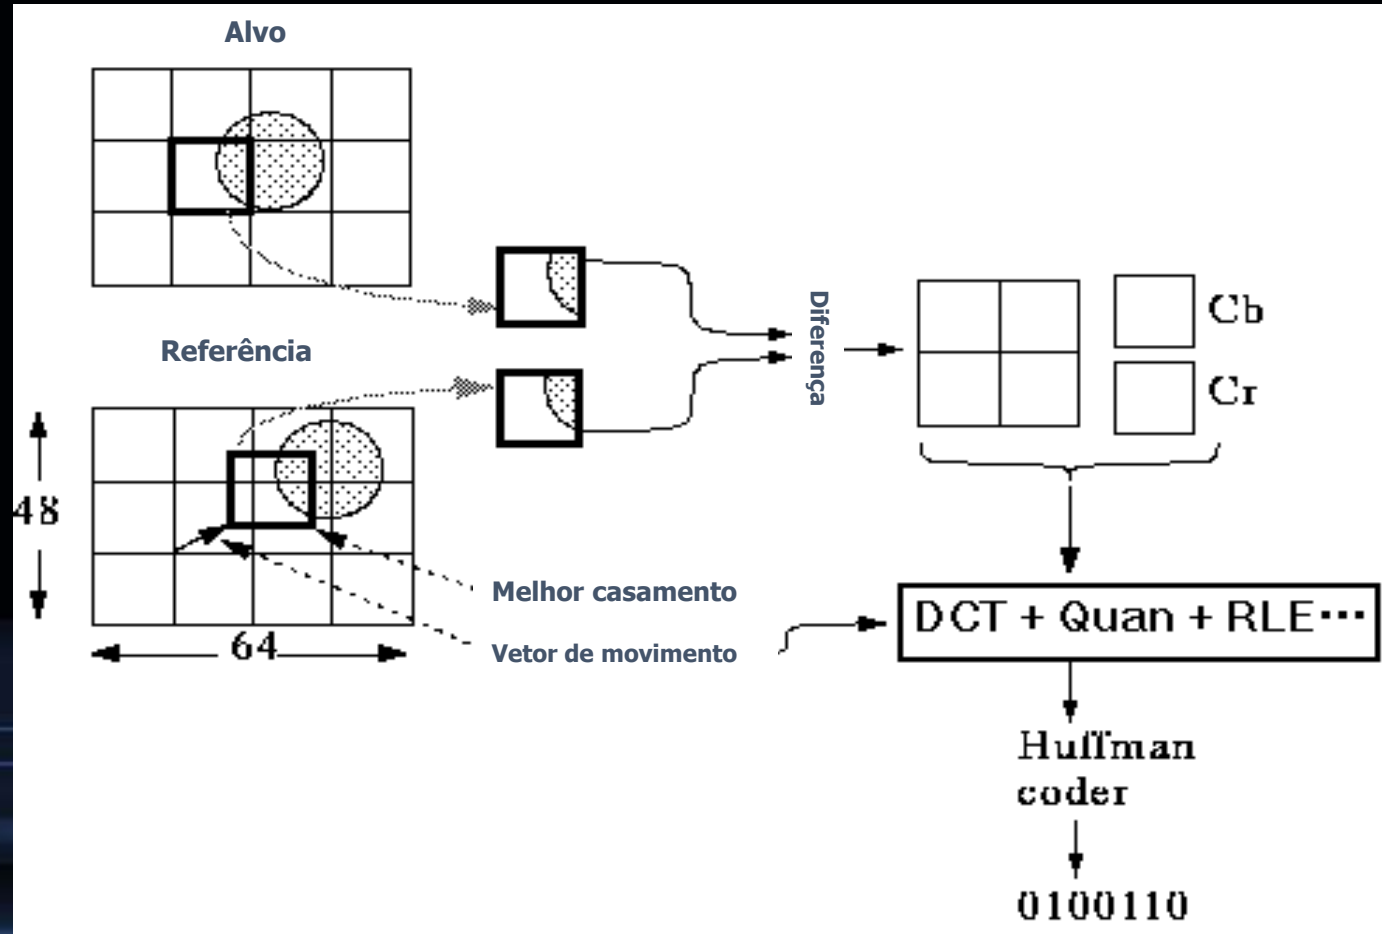 Alvo
Referência
48
64
Melhor casamento
Vetor de movimento
Diferença
Cb
Cr
DCT + Quan + RLE...
Huffman
coder
0100110